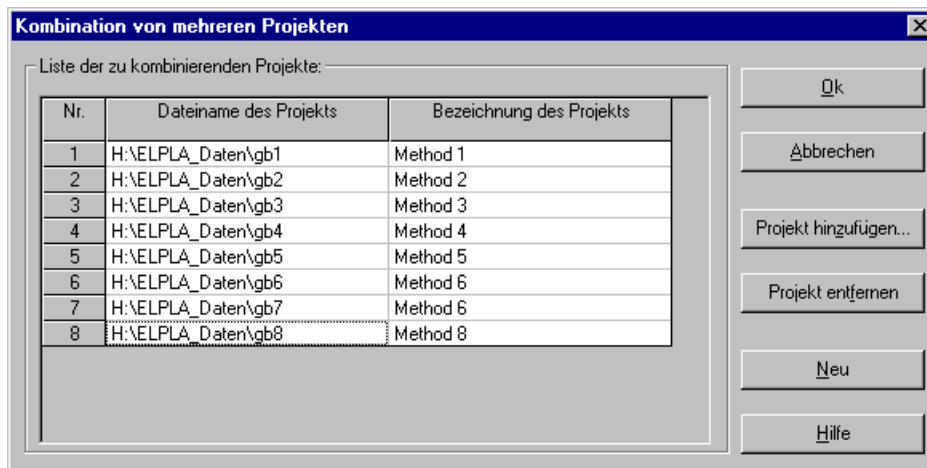 Kombination von mehreren Projekten
Liste der zu kombinierenden Projekte:
Nr. Dateiname des Projekts Bezeichnung des Projekts
1 H:\ELPLA_Daten\gb1 Method 1
2 H:\ELPLA_Daten\gb2 Method 2
3 H:\ELPLA_Daten\gb3 Method 3
4 H:\ELPLA_Daten\gb4 Method 4
5 H:\ELPLA_Daten\gb5 Method 5
6 H:\ELPLA_Daten\gb6 Method 6
7 H:\ELPLA_Daten\gb7 Method 6
8 H:\ELPLA_Daten\gb8 Method 8
Ok
Abbrechen
Projekt hinzufügen...
Projekt entfernen
Neu
Hilfe